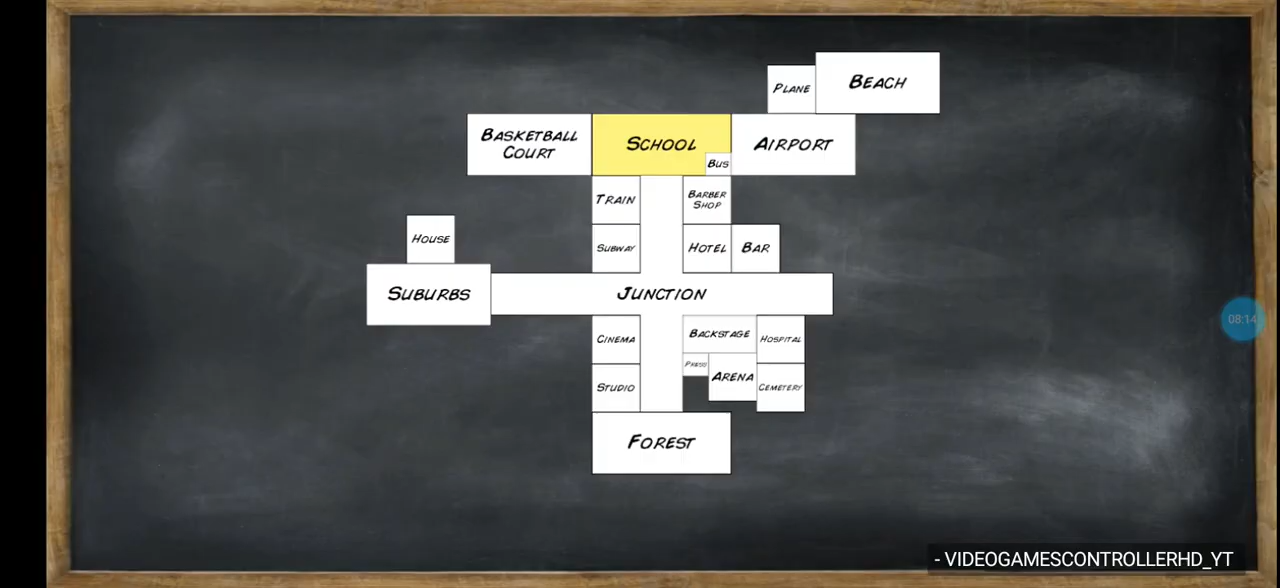 PLANE
BEACH
BASKETBALL
COURT
SCHOOL
BUS
AIRPORT
TRAIN
BARBER
SHOP
HOUSE
SUBWAY
HOTEL
BAR
SUBURBS
JUNCTION
CINEMA
BACKSTAGE
HOSPITAL
PRESS
ARENA
STUDIO
CEMETERY
FOREST
08:14
- VIDEOGAMESCONTROLLERHD_YT